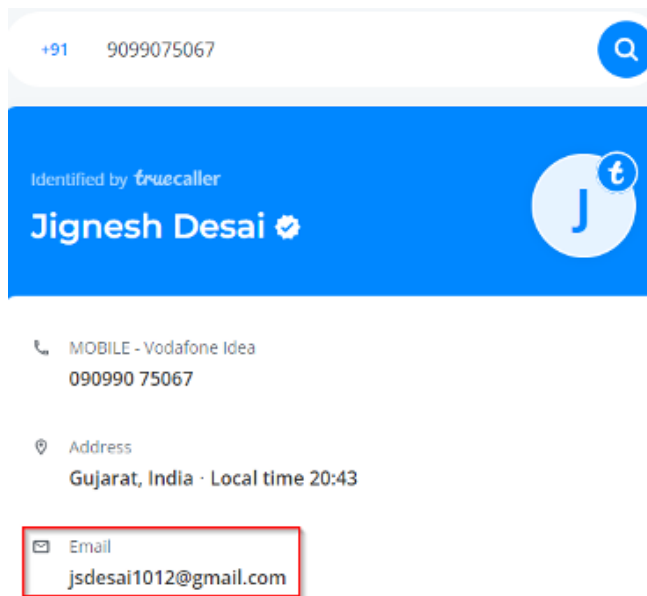 +91 9099075067
Identified by truecaller
Jignesh Desai
J t
MOBILE - Vodafone Idea
090990 75067
Address
Gujarat, India · Local time 20:43
Email
jsdesai1012@gmail.com